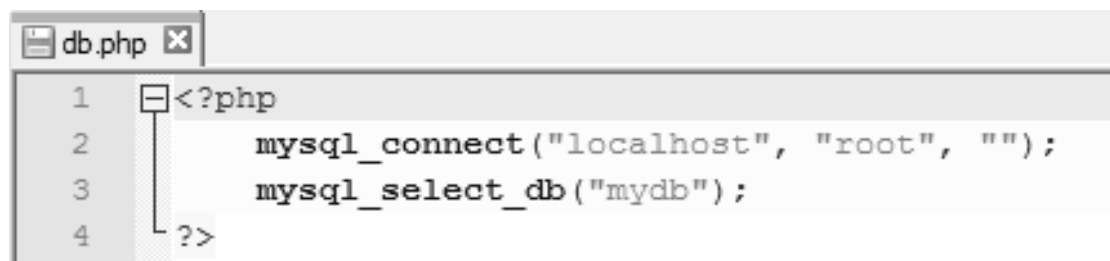 db.php
1 <?php
2 mysql_connect("localhost", "root", "");
3 mysql_select_db("mydb");
4 ?>